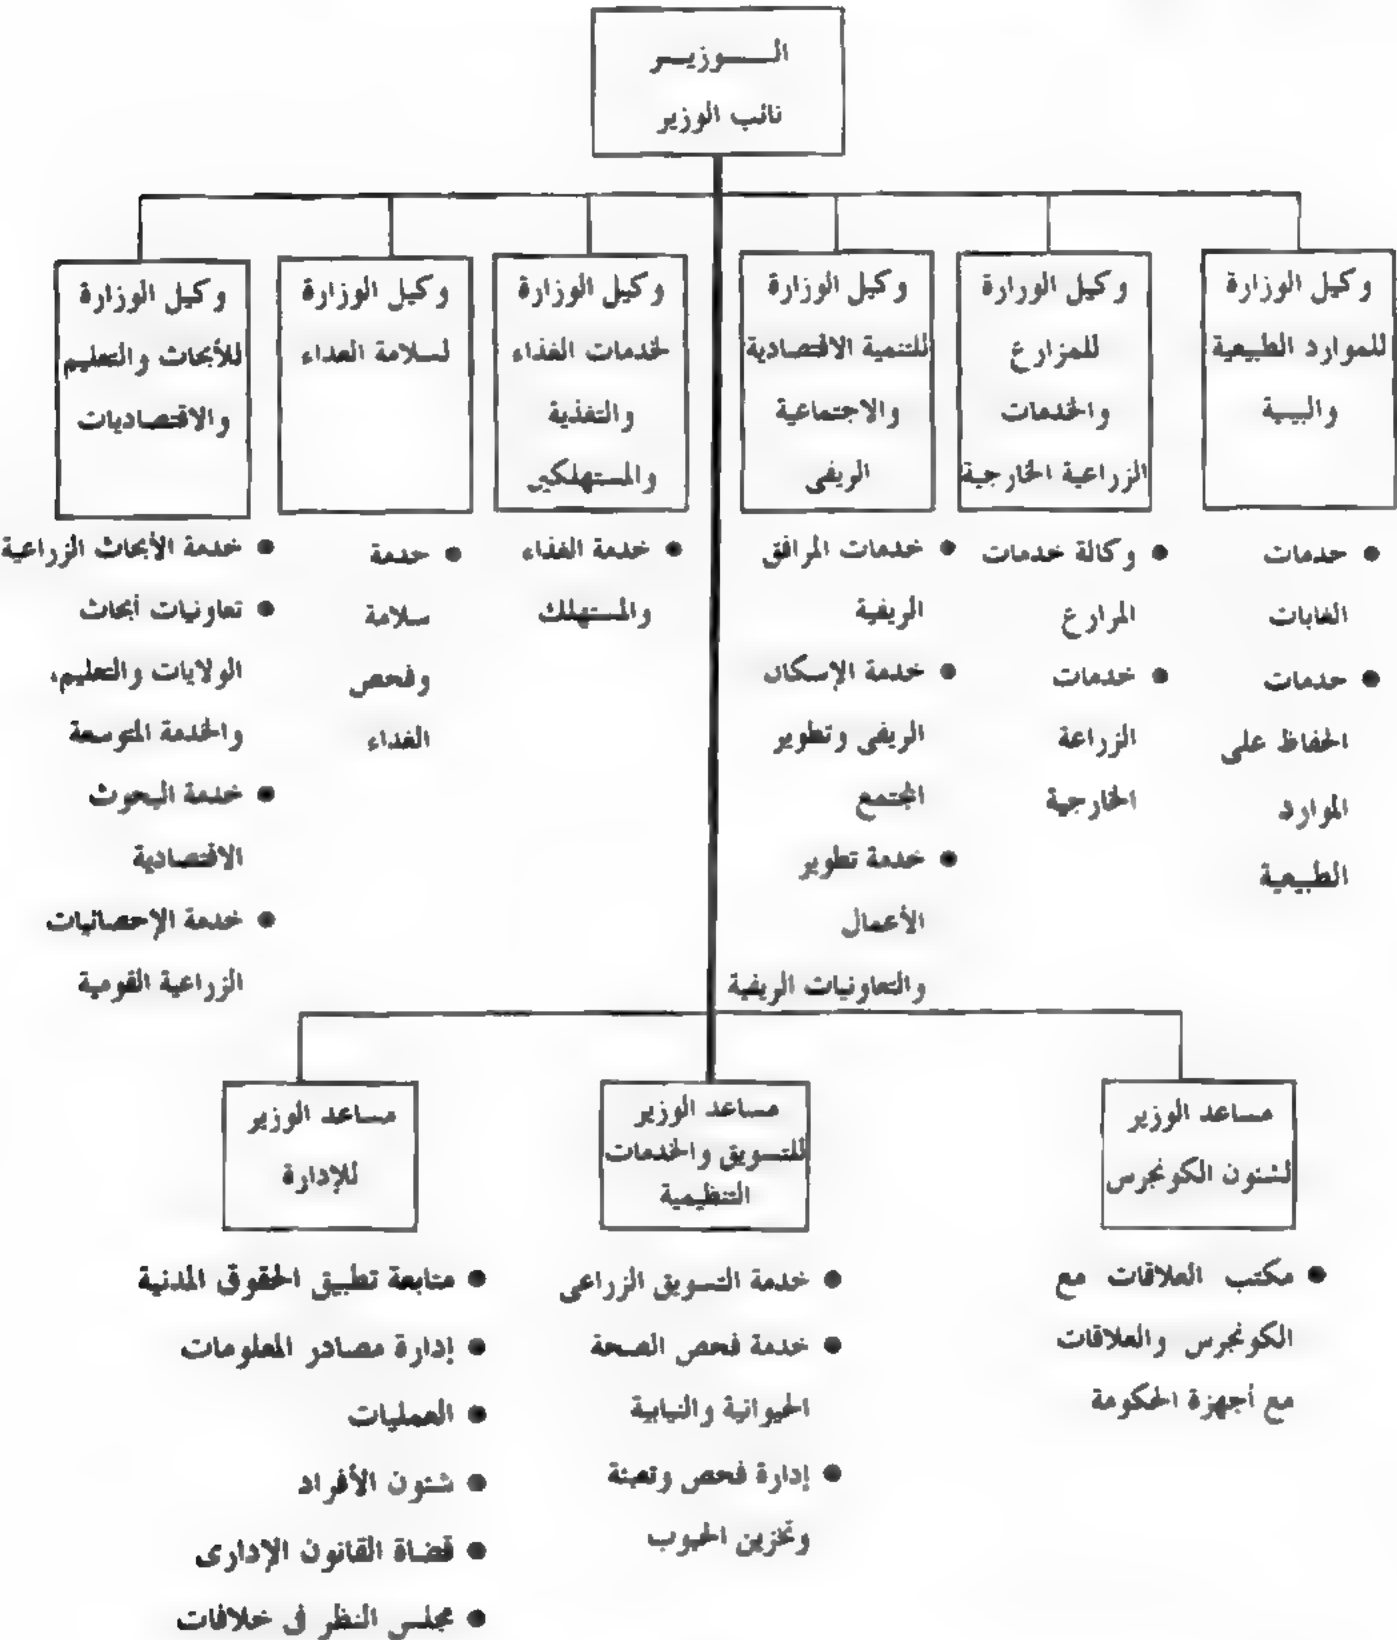 الـــوزيــر
نائب الوزير
وكيل الوزارة
للموارد الطبيعية
والبيئة
وكيل الوزارة
للمزارع
والخدمات
الزراعية الخارجية
وكيل الوزارة
للتنمية الاقتصادية
والاجتماعية
الريفى
وكيل الوزارة
لخدمات الغذاء
والتغذية
والمستهلكين
وكيل الوزارة
لسلامة الغذاء
وكيل الوزارة
للأبحاث والتعليم
والاقتصاديات
● خدمات
الغابات
● خدمات
الحفاظ على
الموارد
الطبيعية
● وكالة خدمات
المزارع
● خدمات
الزراعة
الخارجية
● خدمات المرافق
الريفية
● خدمة الإسكان
الريفى وتطوير
المجتمع
● خدمة تطوير
الأعمال
والتعاونيات الريفية
● خدمة الغذاء
والمستهلك
● خدمة
سلامة
وفحص
الغذاء
● خدمة الأبحاث الزراعية
● تعاونيات أبحاث
الولايات والتعليم،
والخدمة المتوسعة
● خدمة البحوث
الاقتصادية
● خدمة الإحصائيات
الزراعية القومية
مساعد الوزير
لشئون الكونجرس
مساعد الوزير
للتسويق والخدمات
التنظيمية
مساعد الوزير
للإدارة
● مكتب العلاقات مع
الكونجرس والعلاقات
مع أجهزة الحكومة
● خدمة التسويق الزراعى
● خدمة فحص الصحة
الحيوانية والنباتية
● إدارة فحص وتعبئة
وتخزين الحبوب
● متابعة تطبيق الحقوق المدنية
● إدارة مصادر المعلومات
● العمليات
● شئون الأفراد
● قضاة القانون الإدارى
● مجلس النظر فى خلافات